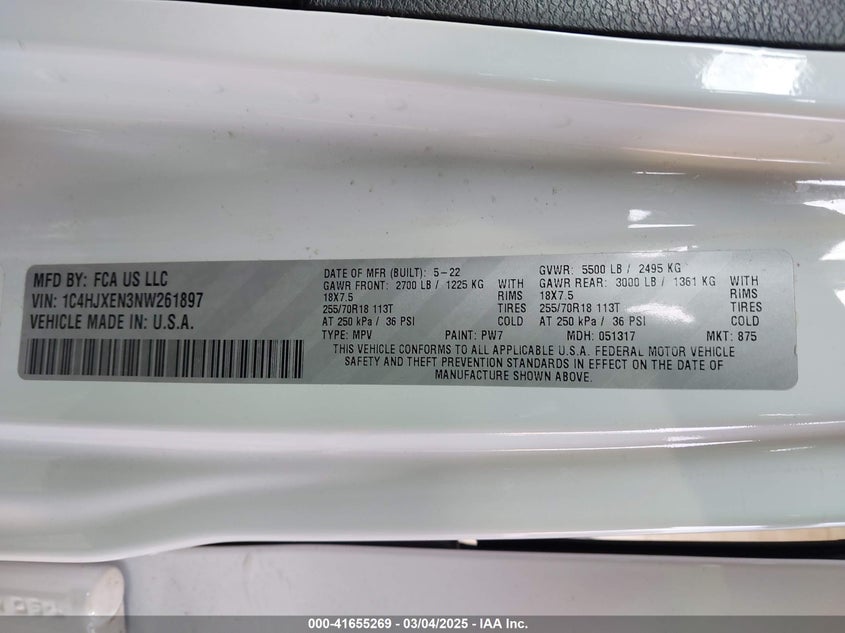 MFD BY: FCA US LLC
VIN: 1C4HJXEN3NW261897
VEHICLE MADE IN: U.S.A.
DATE OF MFR (BUILT): 5-22
GAWR FRONT: 2700 LB / 1225 KG WITH
18X7.5 RIMS
255/70R18 113T TIRES
AT 250 kPa / 36 PSI COLD
GVWR: 5500 LB / 2495 KG
GAWR REAR: 3000 LB / 1361 KG WITH
18X7.5 RIMS
255/70R18 113T TIRES
AT 250 kPa / 36 PSI COLD
TYPE: MPV PAINT: PW7 MDH: 051317 MKT: 875
THIS VEHICLE CONFORMS TO ALL APPLICABLE U.S.A. FEDERAL MOTOR VEHICLE
SAFETY AND THEFT PREVENTION STANDARDS IN EFFECT ON THE DATE OF
MANUFACTURE SHOWN ABOVE.
000-41655269 - 03/04/2025 - IAA Inc.